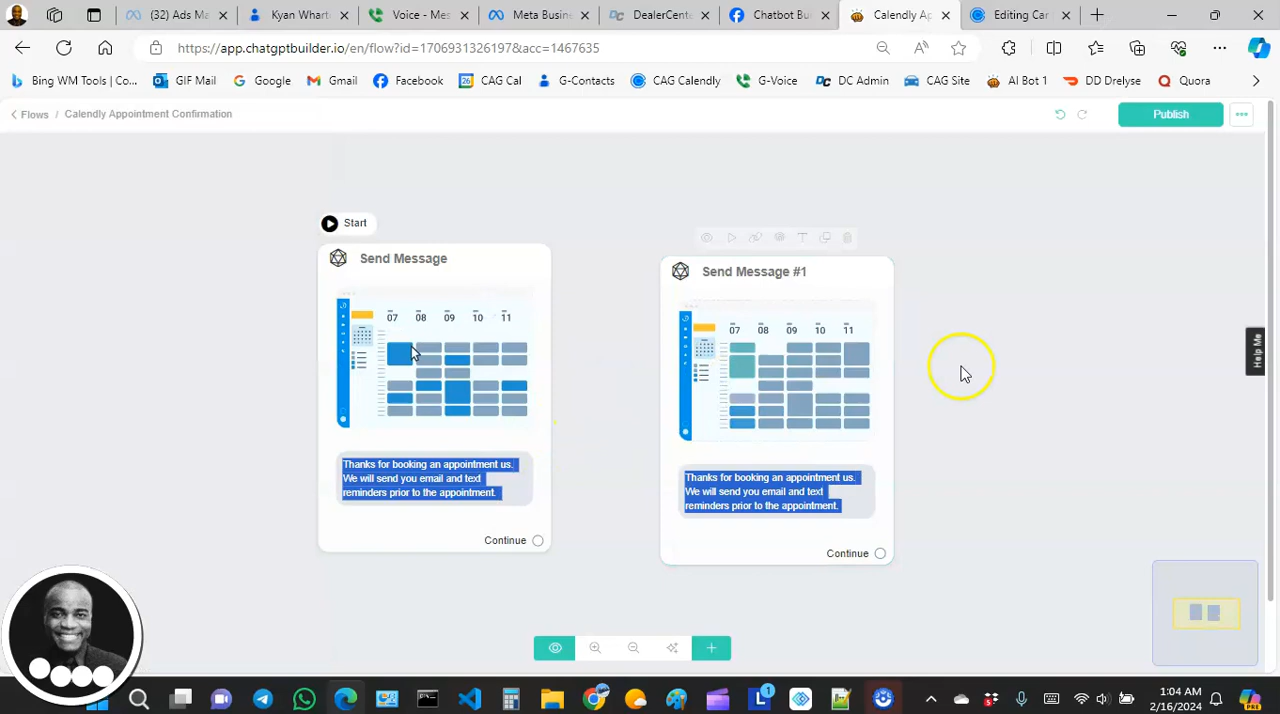 (32) Ads Ma
Kyan Whart
Voice - Mes
Meta Busin
DealerCent
Chatbot Bu
Calendly Ap
Editing Car
https://app.chatgptbuilder.io/en/flow?id=17069313261978&acc=1467635
Bing WM Tools | Co...
GIF Mail
Google
Gmail
Facebook
CAG Cal
G-Contacts
CAG Calendly
G-Voice
DC Admin
CAG Site
AI Bot 1
DD Drelyse
Quora
Flows / Calendly Appointment Confirmation
Publish
Start
Send Message
07 08 09 10 11
Thanks for booking an appointment us.
We will send you email and text
reminders prior to the appointment.
Continue
Send Message #1
07 08 09 10 11
Thanks for booking an appointment us.
We will send you email and text
reminders prior to the appointment.
Continue
Help Me
1:04 AM
2/16/2024